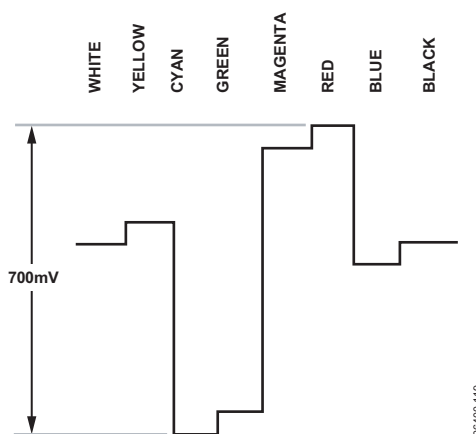 WHITE
YELLOW
CYAN
GREEN
MAGENTA
RED
BLUE
BLACK
700mV